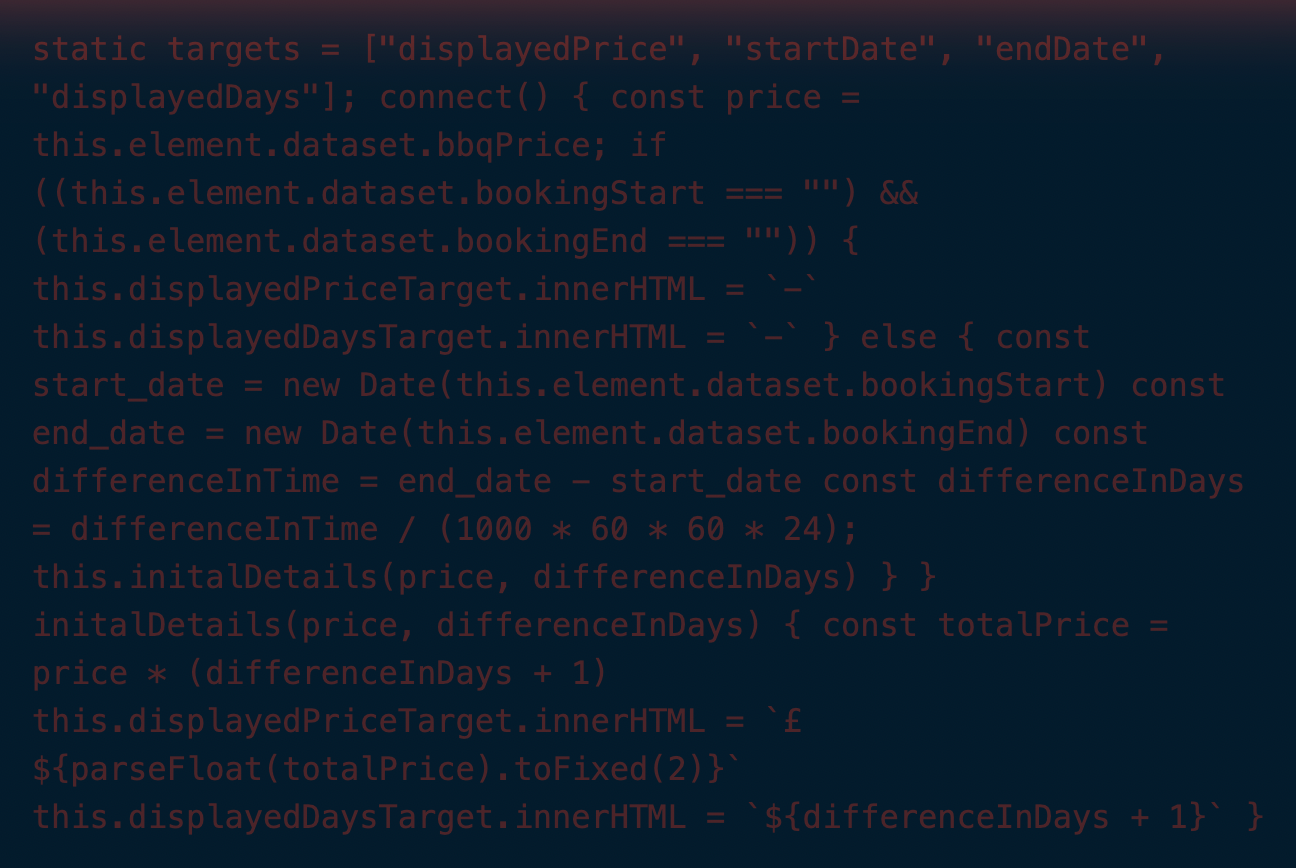 static targets = ["displayedPrice", "startDate", "endDate",
"displayedDays"]; connect() { const price =
this.element.dataset.bbqPrice; if
((this.element.dataset.bookingStart === "") &&
(this.element.dataset.bookingEnd === "")) {
this.displayedPriceTarget.innerHTML = `-`
this.displayedDaysTarget.innerHTML = `-` } else { const
start_date = new Date(this.element.dataset.bookingStart) const
end_date = new Date(this.element.dataset.bookingEnd) const
differenceInTime = end_date - start_date const differenceInDays
= differenceInTime / (1000 * 60 * 60 * 24);
this.initalDetails(price, differenceInDays) } }
initalDetails(price, differenceInDays) { const totalPrice =
price * (differenceInDays + 1)
this.displayedPriceTarget.innerHTML = `£
${parseFloat(totalPrice).toFixed(2)}`
this.displayedDaysTarget.innerHTML = `${differenceInDays + 1}` }